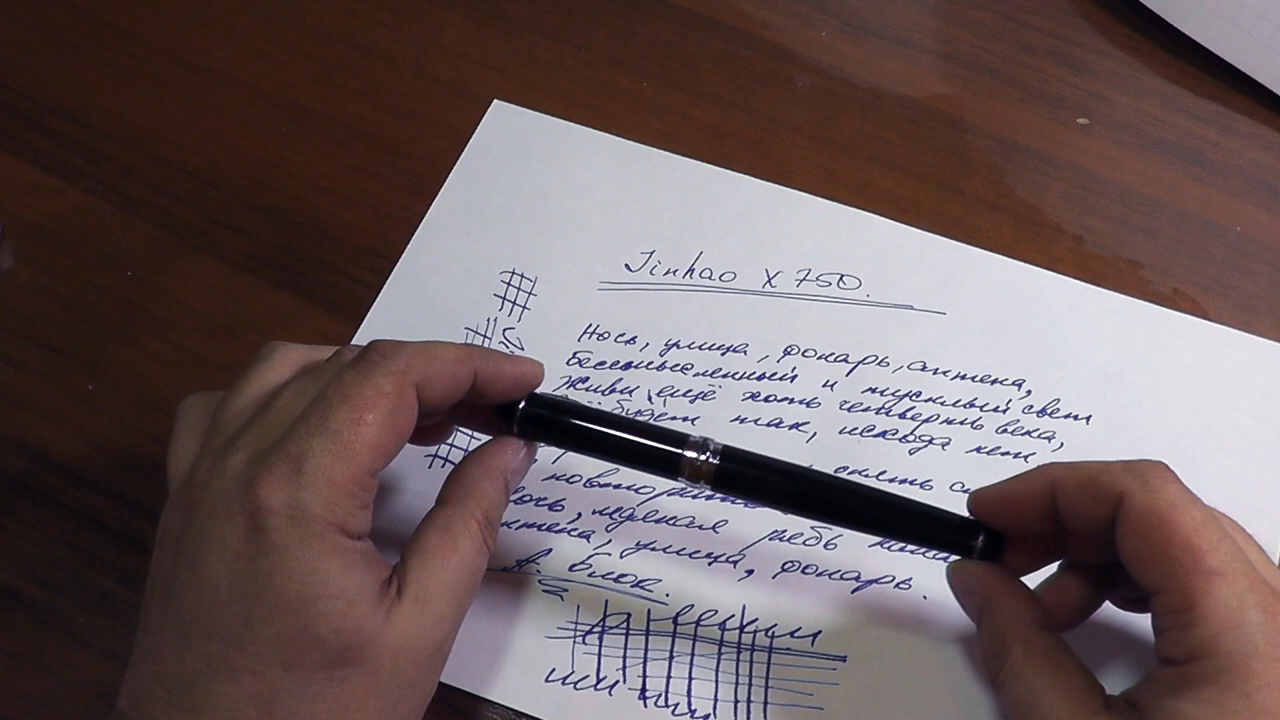 Jinhao X750.
Ночь, улица, фонарь, аптека,
Бессмысленный и тусклый свет
Живи ещё хоть четверть века,
будет так, исхода нет
опять
ледяная рябь
улица, фонарь.
А. Блок.